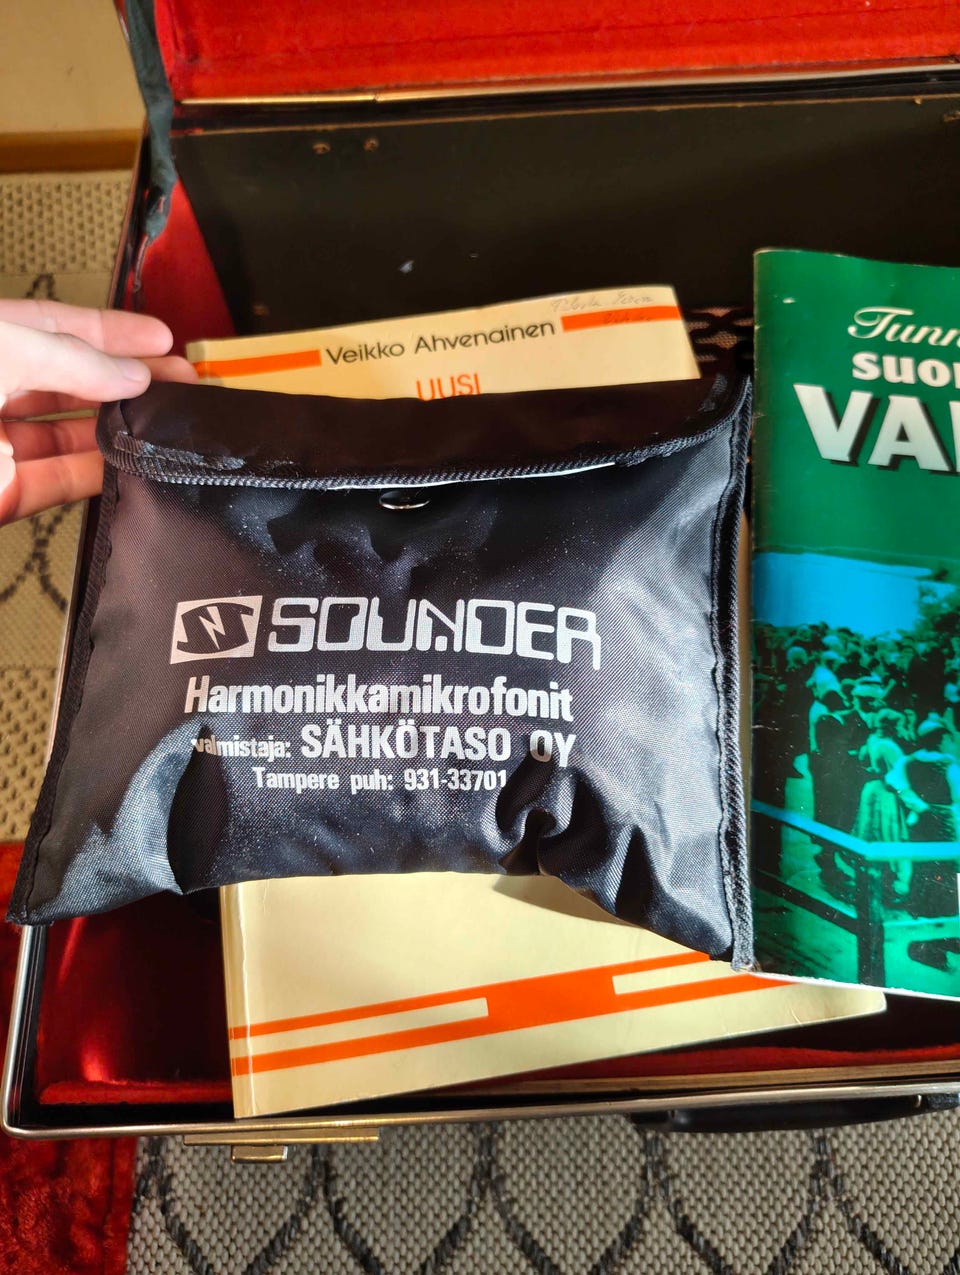 Veikko Ahvenainen
UUSI
SOUNDER
Harmonikkamikrofonit
valmistaja: SÄHKÖTASO OY
Tampere puh: 931-33701
Tunn
SUO
VA